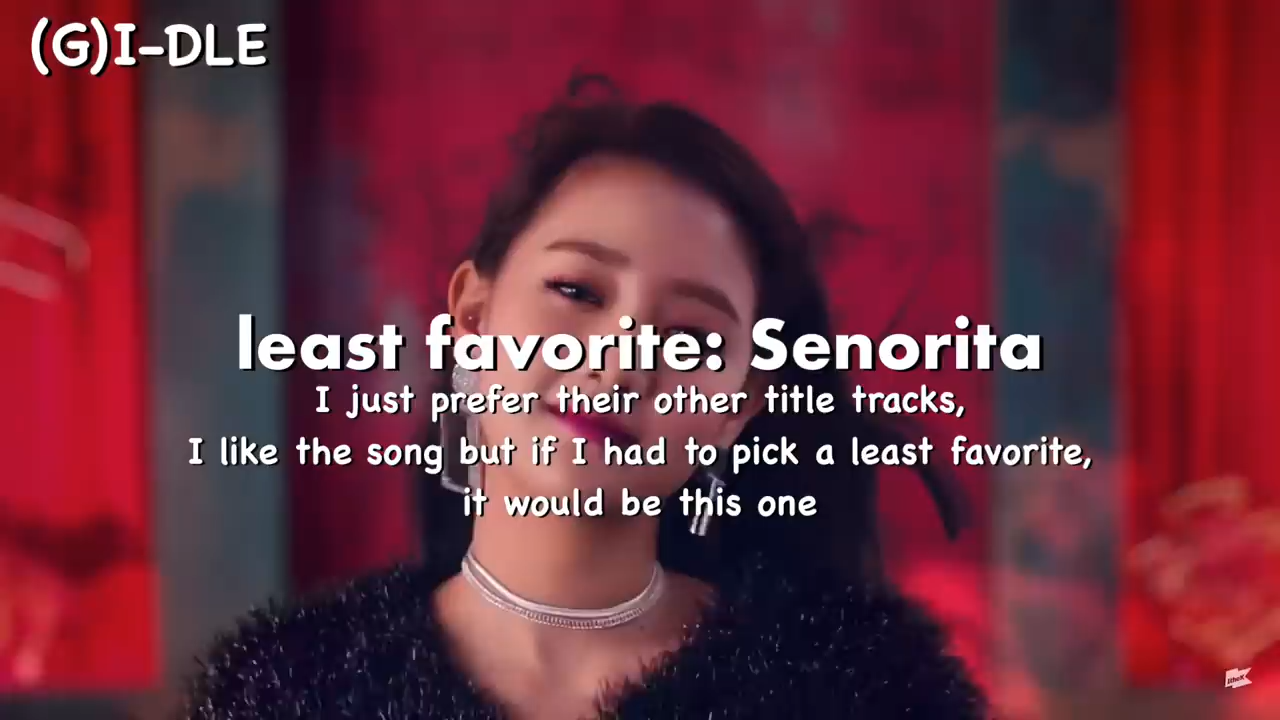 (G)I-DLE
least favorite: Senorita
I just prefer their other title tracks,
I like the song but if I had to pick a least favorite,
it would be this one
1theK